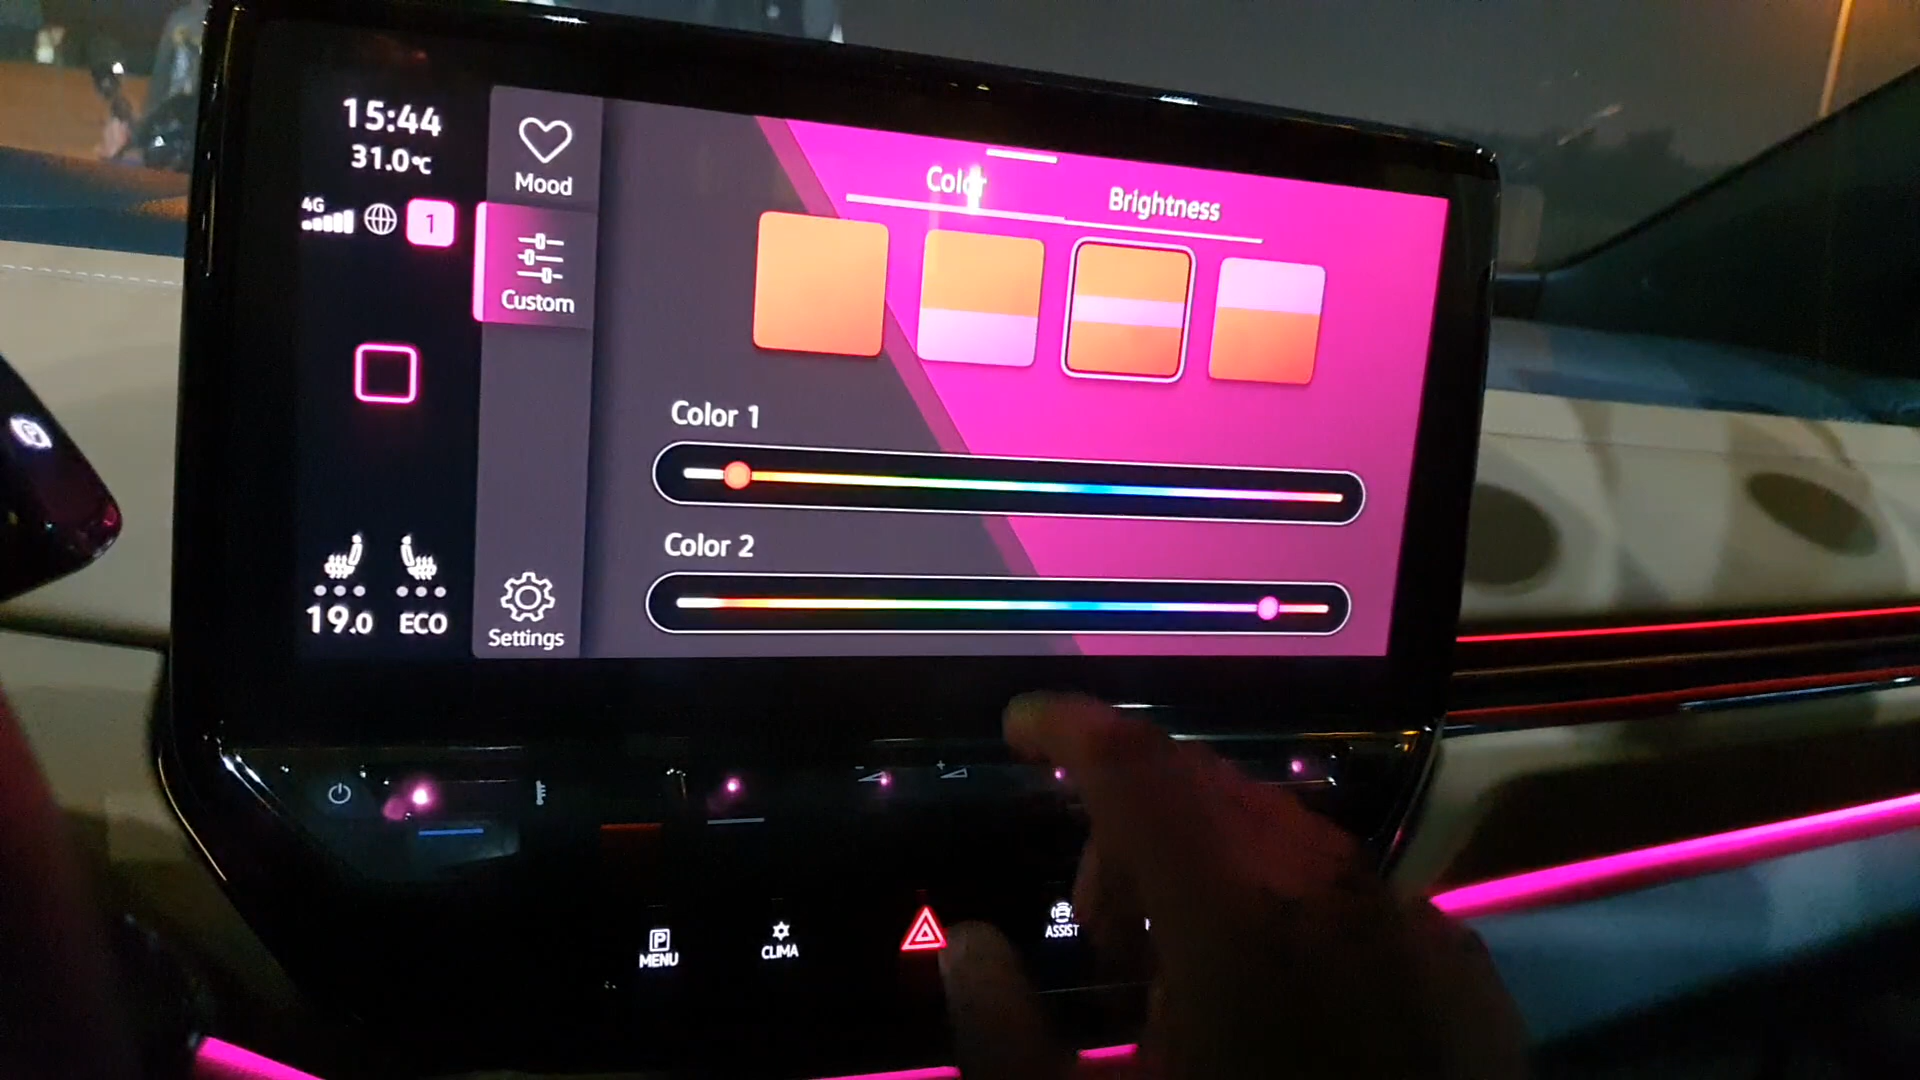 15:44
31.0°C
4G
1
Mood
Custom
Settings
19.0
ECO
Color
Brightness
Color 1
Color 2
P
MENU
CLIMA
ASSIST